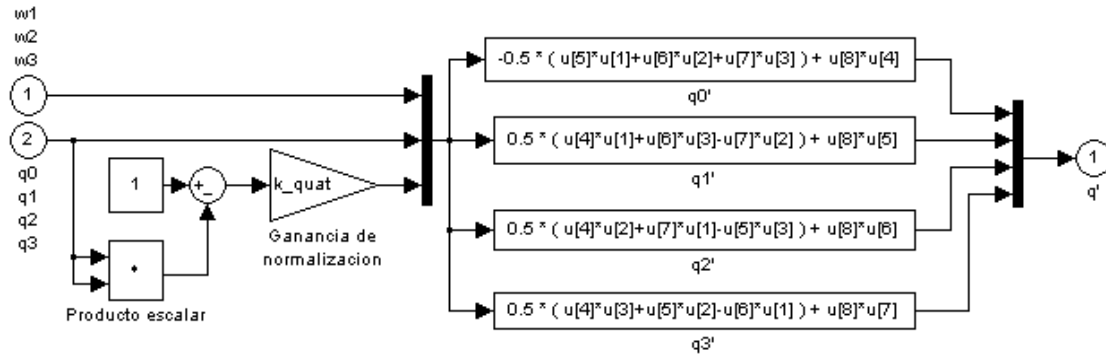 w1
w2
w3
1
2
q0
q1
q2
q3
1
+
-
k_quat
Ganancia de
normalizacion
Producto escalar
-0.5 * ( u[5]*u[1]+u[6]*u[2]+u[7]*u[3] ) + u[8]*u[4]
q0'
0.5 * ( u[4]*u[1]+u[6]*u[3]-u[7]*u[2] ) + u[8]*u[5]
q1'
0.5 * ( u[4]*u[2]+u[7]*u[1]-u[5]*u[3] ) + u[8]*u[6]
q2'
0.5 * ( u[4]*u[3]+u[5]*u[2]-u[6]*u[1] ) + u[8]*u[7]
q3'
1
q'